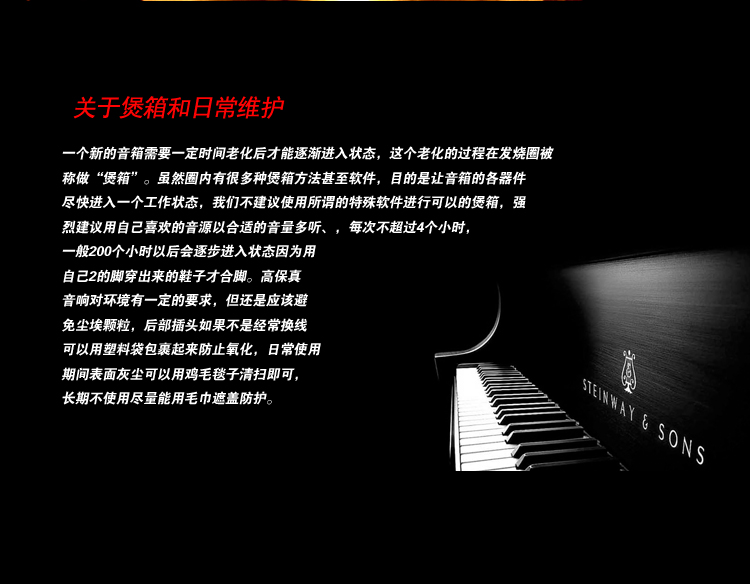 关于煲箱和日常维护
一个新的音箱需要一定时间老化后才能逐渐进入状态，这个老化的过程在发烧圈被
称做“煲箱”。虽然圈内有很多种煲箱方法甚至软件，目的是让音箱的各器件
尽快进入一个工作状态，我们不建议使用所谓的特殊软件进行可以的煲箱，强
烈建议用自己喜欢的音源以合适的音量多听、，每次不超过4个小时，
一般200个小时以后会逐步进入状态因为用
自己2的脚穿出来的鞋子才合脚。高保真
音响对环境有一定的要求，但还是应该避
免尘埃颗粒，后部插头如果不是经常换线
可以用塑料袋包裹起来防止氧化，日常使用
期间表面灰尘可以用鸡毛毯子清扫即可，
长期不使用尽量能用毛巾遮盖防护。
STEINWAY & SONS